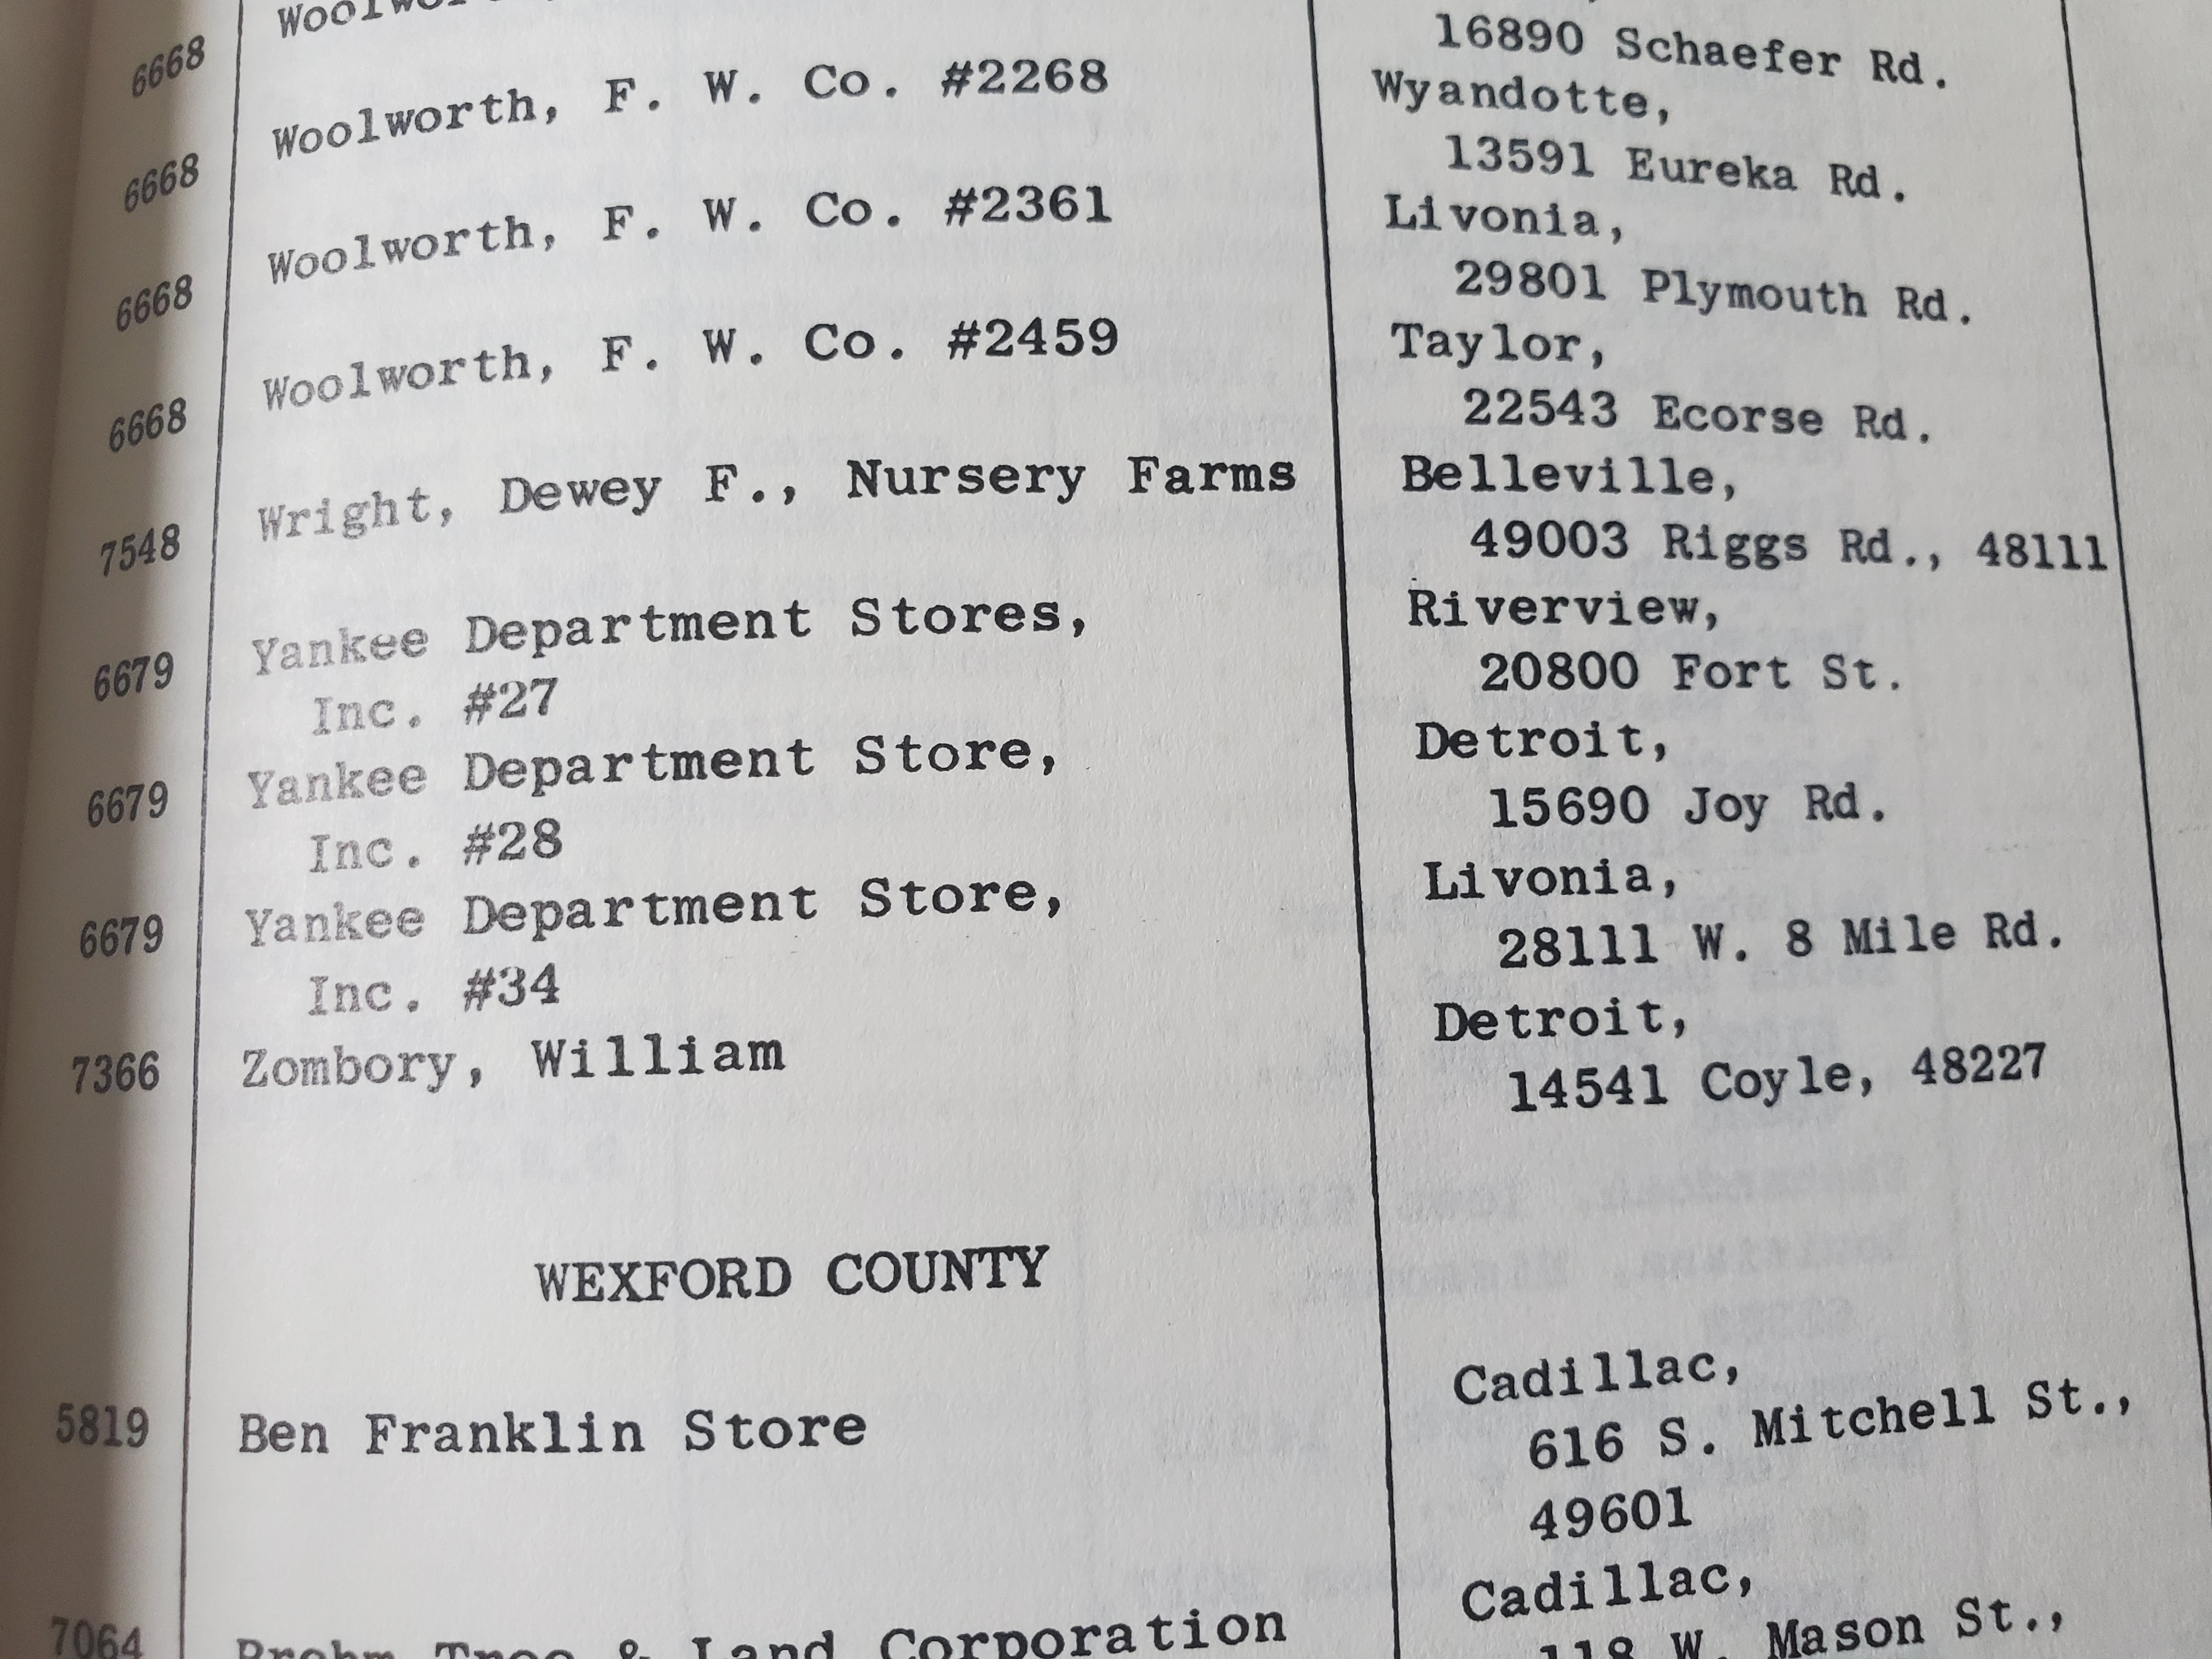 6668
16890 Schaefer Rd.
6668 Woolworth, F. W. Co. #2268 Wyandotte,
13591 Eureka Rd.
6668 Woolworth, F. W. Co. #2361 Livonia,
29801 Plymouth Rd.
6668 Woolworth, F. W. Co. #2459 Taylor,
22543 Ecorse Rd.
7548 Wright, Dewey F., Nursery Farms Belleville,
49003 Riggs Rd., 48111
6679 Yankee Department Stores, Riverview,
Inc. #27 20800 Fort St.
6679 Yankee Department Store, Detroit,
Inc. #28 15690 Joy Rd.
6679 Yankee Department Store, Livonia,
Inc. #34 28111 W. 8 Mile Rd.
7366 Zombory, William Detroit,
14541 Coyle, 48227
WEXFORD COUNTY
5819 Ben Franklin Store Cadillac,
616 S. Mitchell St.,
49601
7064 Tree & Land Corporation Cadillac,
118 W. Mason St.,